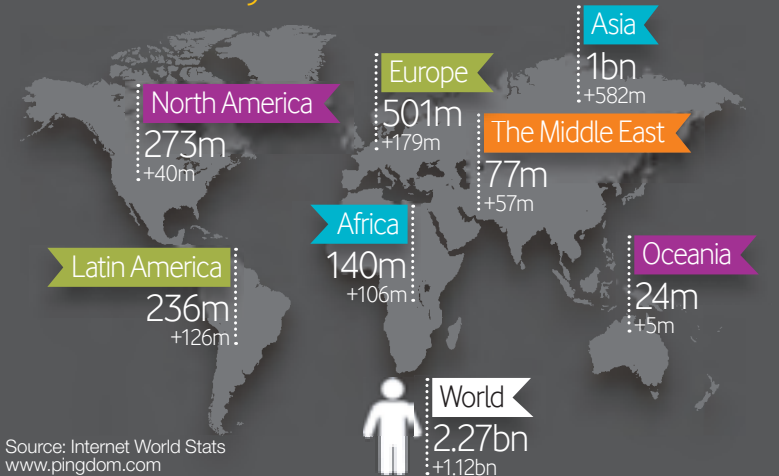 Asia
1bn
+582m
Europe
501m
+179m
North America
273m
+40m
The Middle East
77m
+57m
Africa
140m
+106m
Latin America
236m
+126m
Oceania
24m
+5m
World
2.27bn
+1.12bn
Source: Internet World Stats
www.pingdom.com